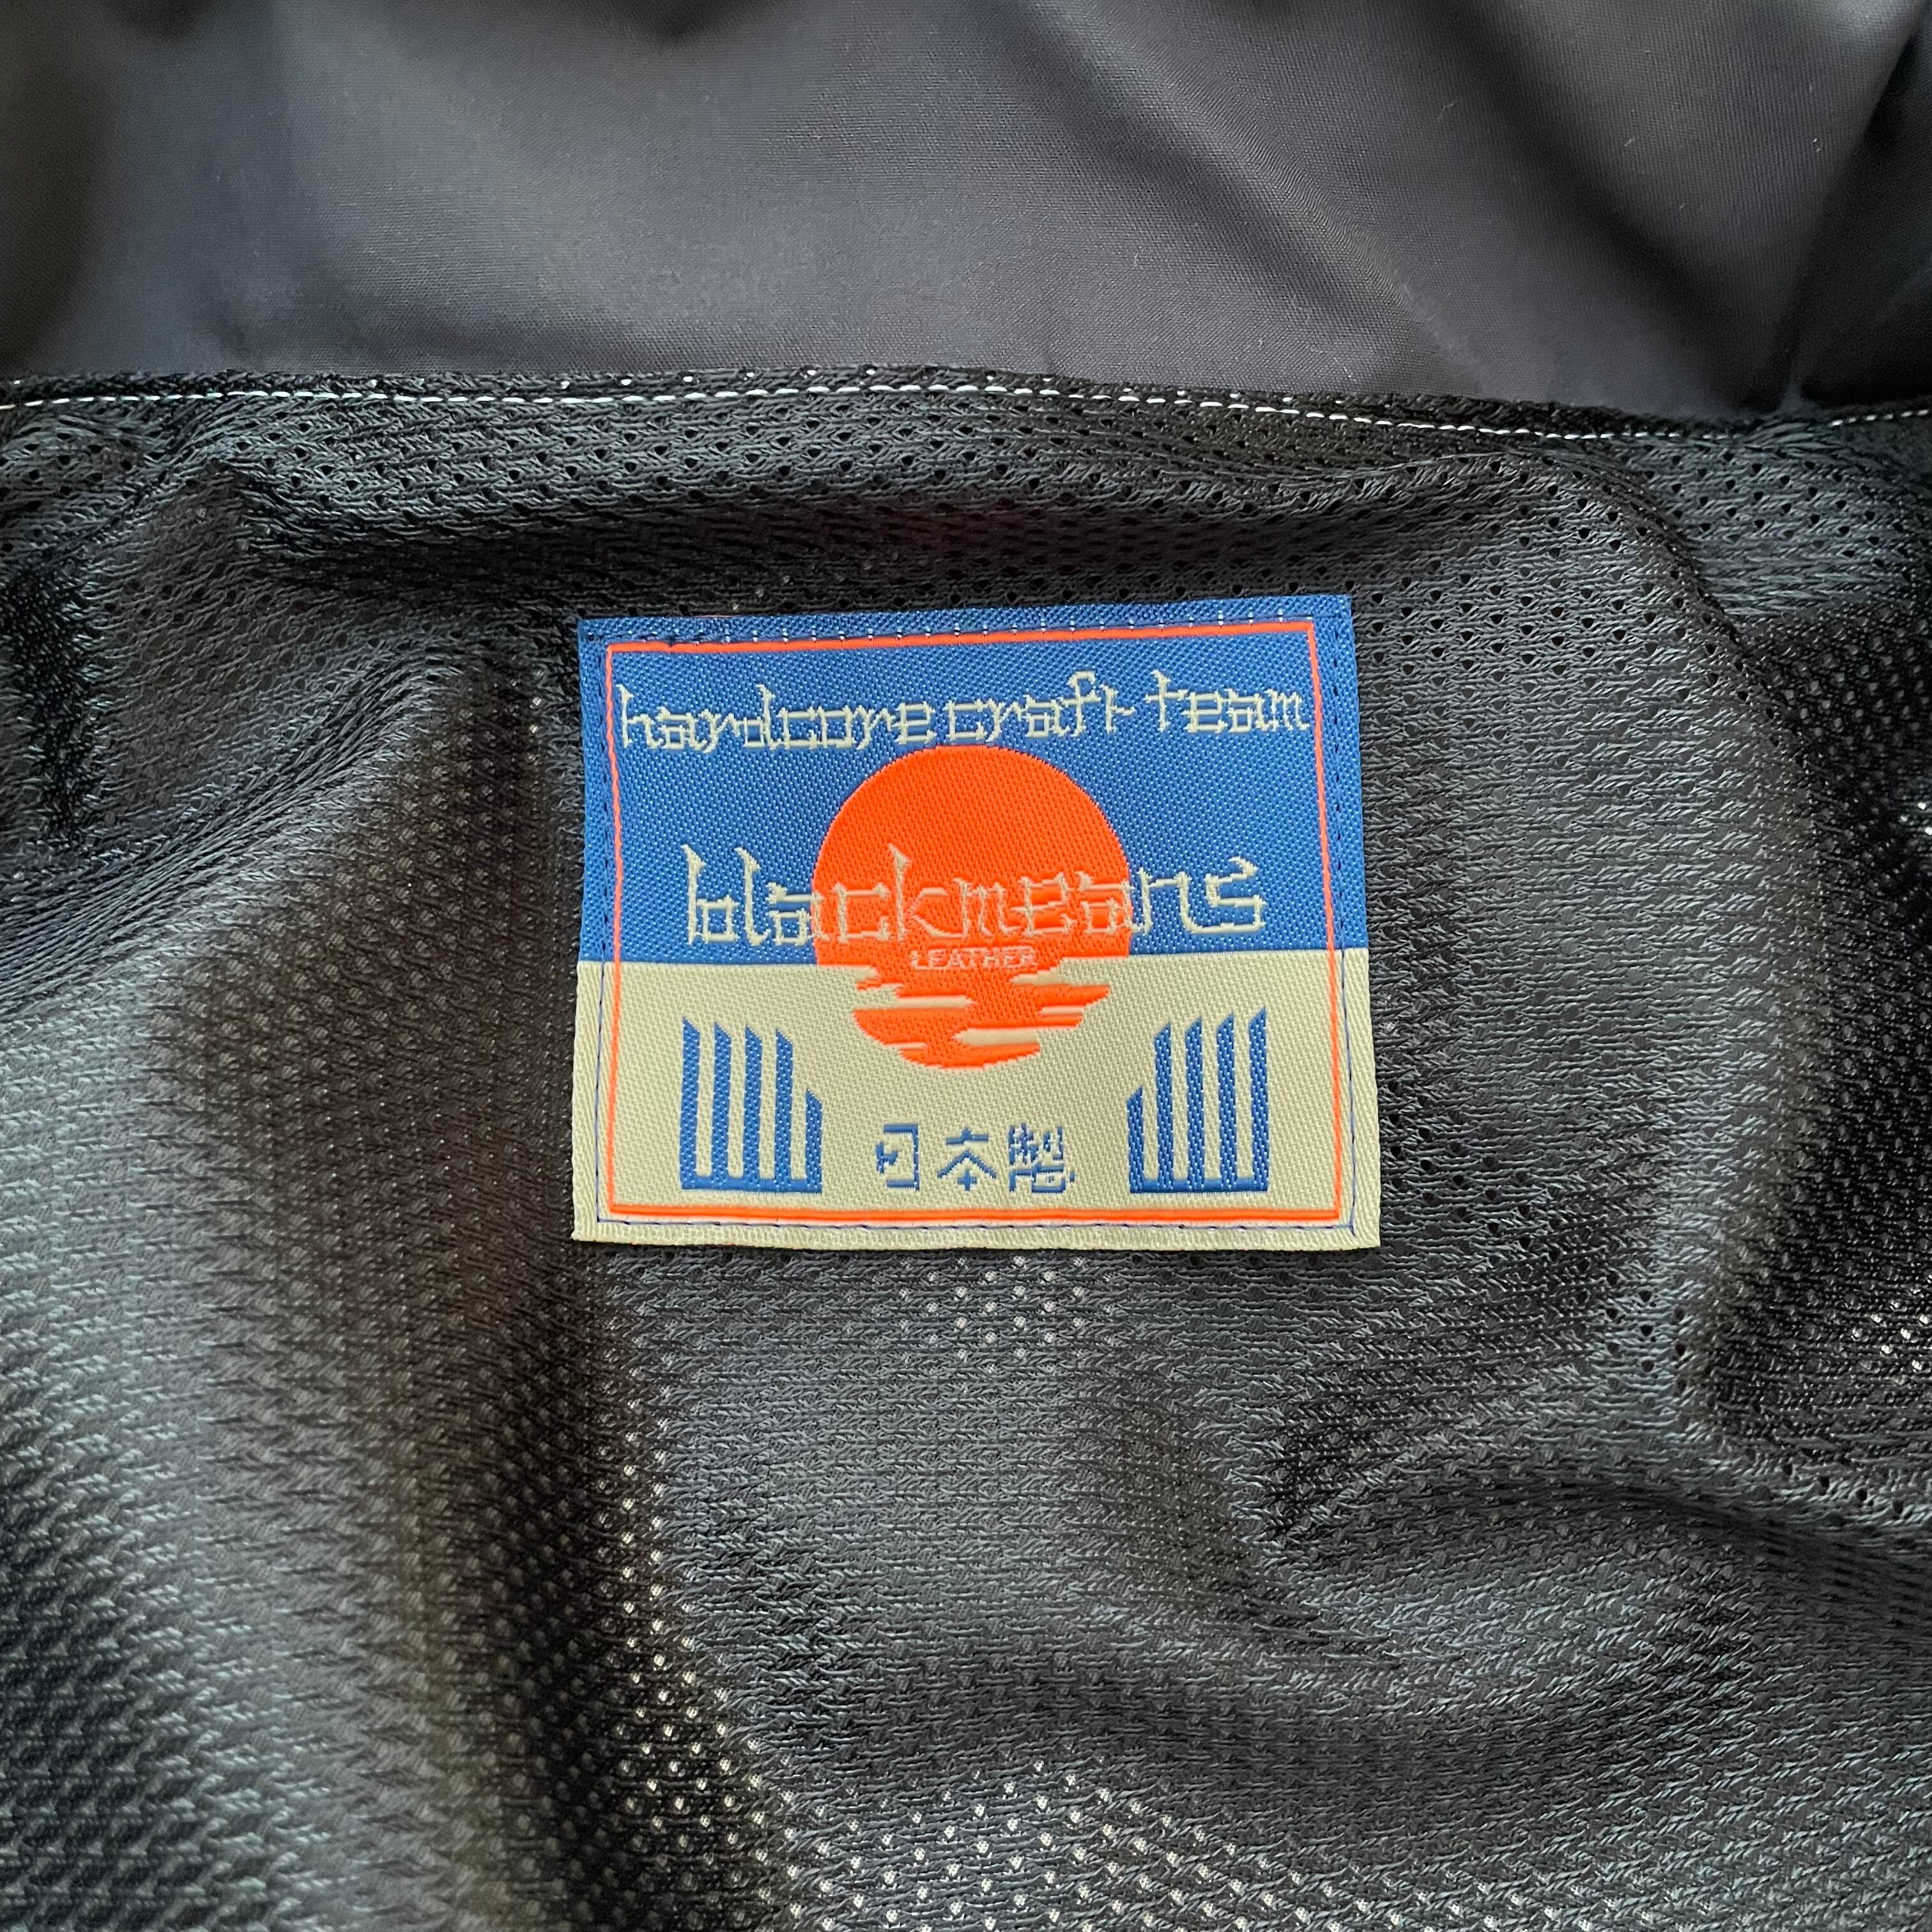 hardcore craft team
blackmeans
LEATHER
日本製